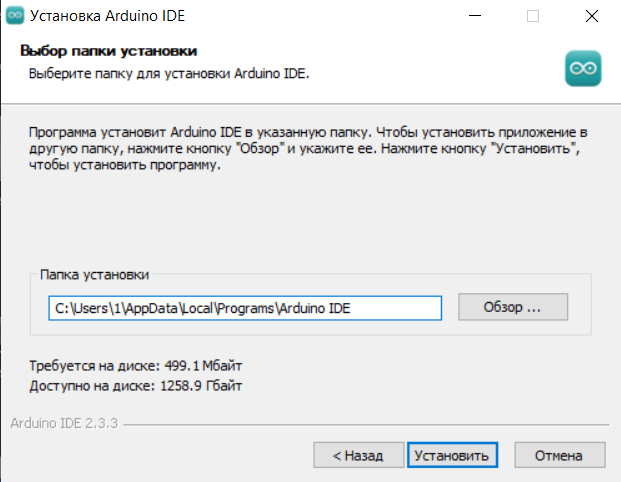 Установка Arduino IDE
Выбор папки установки
Выберите папку для установки Arduino IDE.
Программа установит Arduino IDE в указанную папку. Чтобы установить приложение в
другую папку, нажмите кнопку "Обзор" и укажите ее. Нажмите кнопку "Установить",
чтобы установить программу.
Папка установки
C:\Users\1\AppData\Local\Programs\Arduino IDE
Обзор ...
Требуется на диске: 499.1 Мбайт
Доступно на диске: 1258.9 Гбайт
Arduino IDE 2.3.3
< Назад
Установить
Отмена